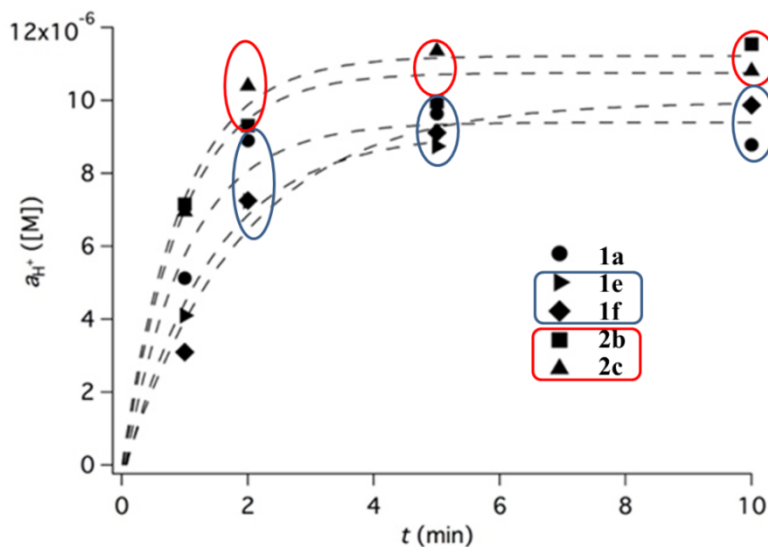 12x10⁻⁶
10
8
6
4
2
0
a_H⁺ ([M])
0 2 4 6 8 10
t (min)
1a
1e
1f
2b
2c